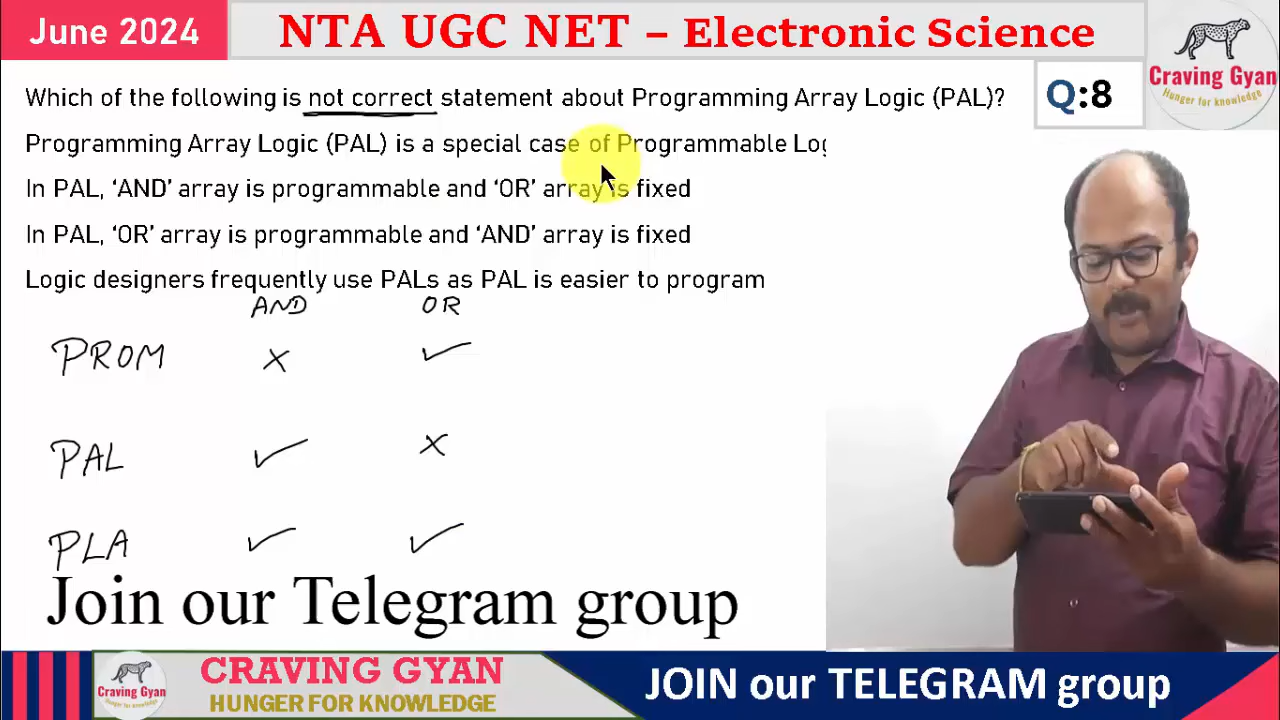 June 2024
NTA UGC NET – Electronic Science
Craving Gyan
Hunger for knowledge
Q:8
Which of the following is not correct statement about Programming Array Logic (PAL)?
Programming Array Logic (PAL) is a special case of Programmable
In PAL, ‘AND’ array is programmable and ‘OR’ array is fixed
In PAL, ‘OR’ array is programmable and ‘AND’ array is fixed
Logic designers frequently use PALs as PAL is easier to program
AND OR
PROM × ✓
PAL ✓ ×
PLA ✓ ✓
Join our Telegram group
Craving Gyan
CRAVING GYAN
HUNGER FOR KNOWLEDGE
JOIN our TELEGRAM group